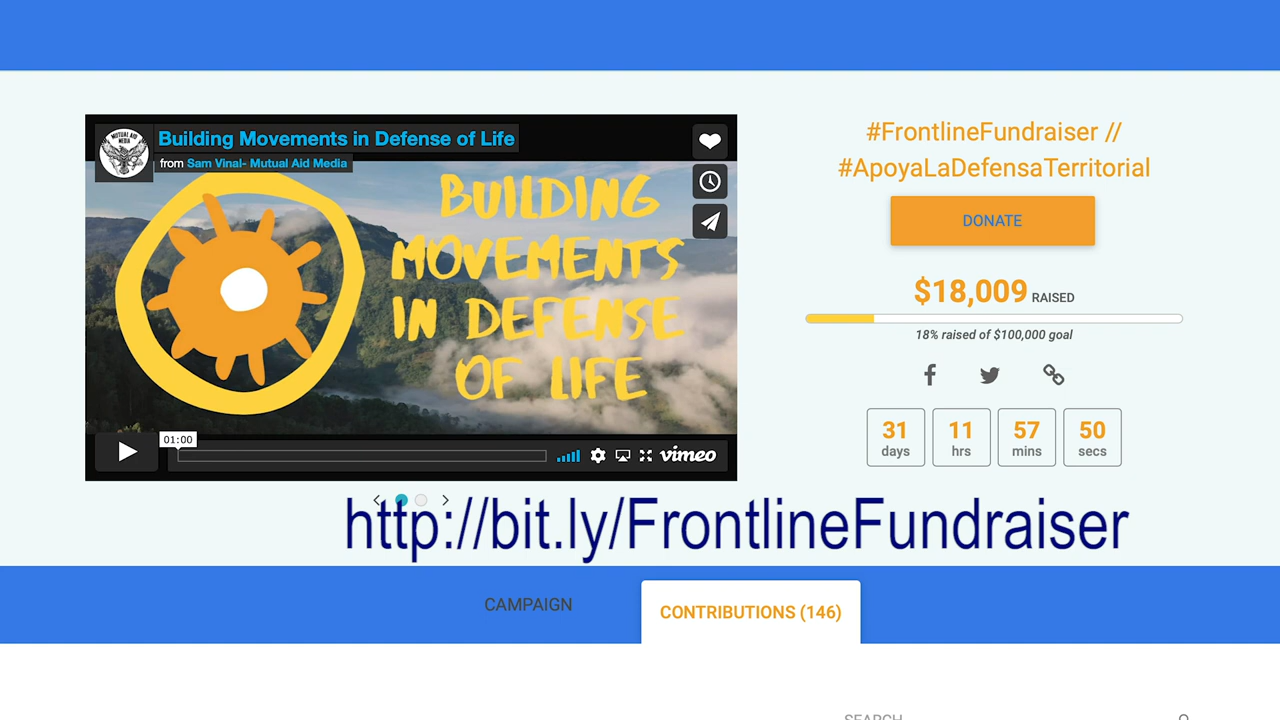 MUTUAL AID
MEDIA
Building Movements in Defense of Life
from Sam Vinal- Mutual Aid Media
BUILDING
MOVEMENTS
IN DEFENSE
OF LIFE
01:00
vimeo
#FrontlineFundraiser //
#ApoyaLaDefensaTerritorial
DONATE
$18,009 RAISED
18% raised of $100,000 goal
31 11 57 50
days hrs mins secs
http://bit.ly/FrontlineFundraiser
CAMPAIGN
CONTRIBUTIONS (146)
SEARCH